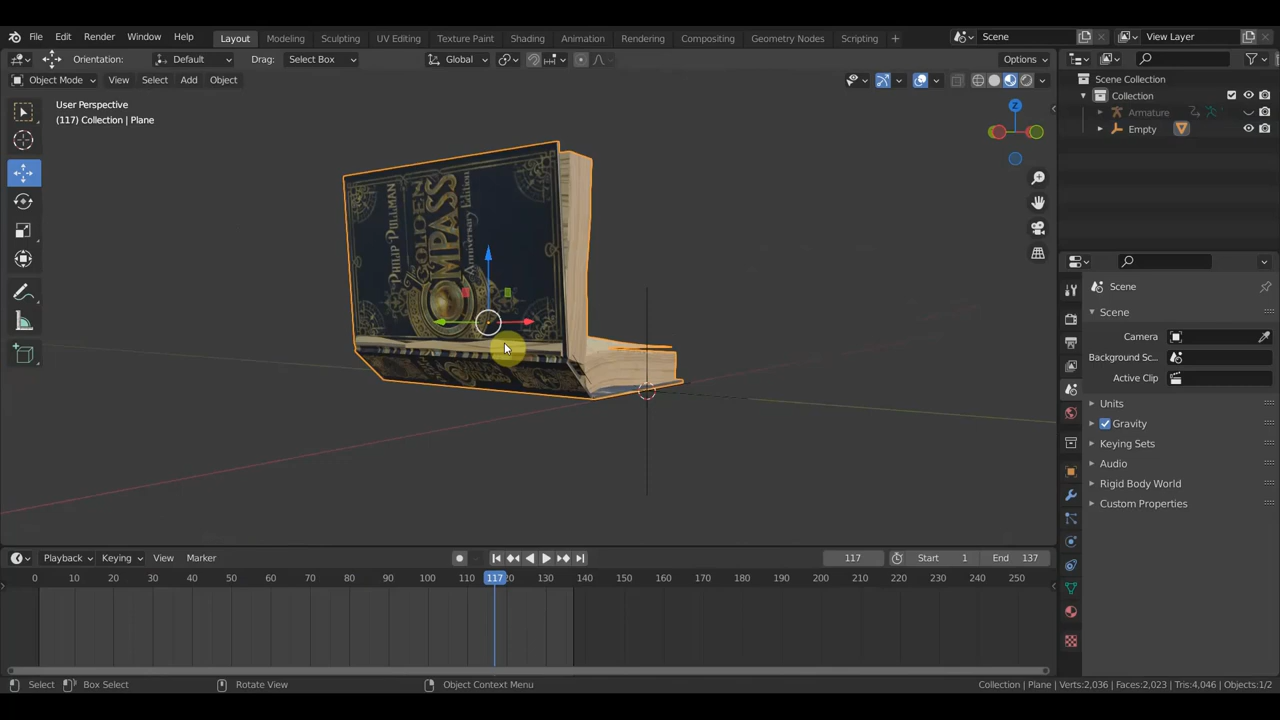 File Edit Render Window Help Layout Modeling Sculpting UV Editing Texture Paint Shading Animation Rendering Compositing Geometry Nodes Scripting + Scene View Layer
Orientation: Default Drag: Select Box Global Options
Object Mode View Select Add Object Scene Collection
Collection
User Perspective
(117) Collection | Plane
Armature
Empty
Z
PHILIP PULLMAN
GOLDEN
COMPASS
Anniversary Edition
Scene
Scene
Camera
Background Sc...
Active Clip
Units
Gravity
Keying Sets
Audio
Rigid Body World
Custom Properties
Playback Keying View Marker 117 Start 1 End 137
0 10 20 30 40 50 60 70 80 90 100 110 117 120 130 140 150 160 170 180 190 200 210 220 230 240 250
Select Box Select Rotate View Object Context Menu Collection | Plane | Verts:2,036 | Faces:2,023 | Tris:4,046 | Objects:1/2